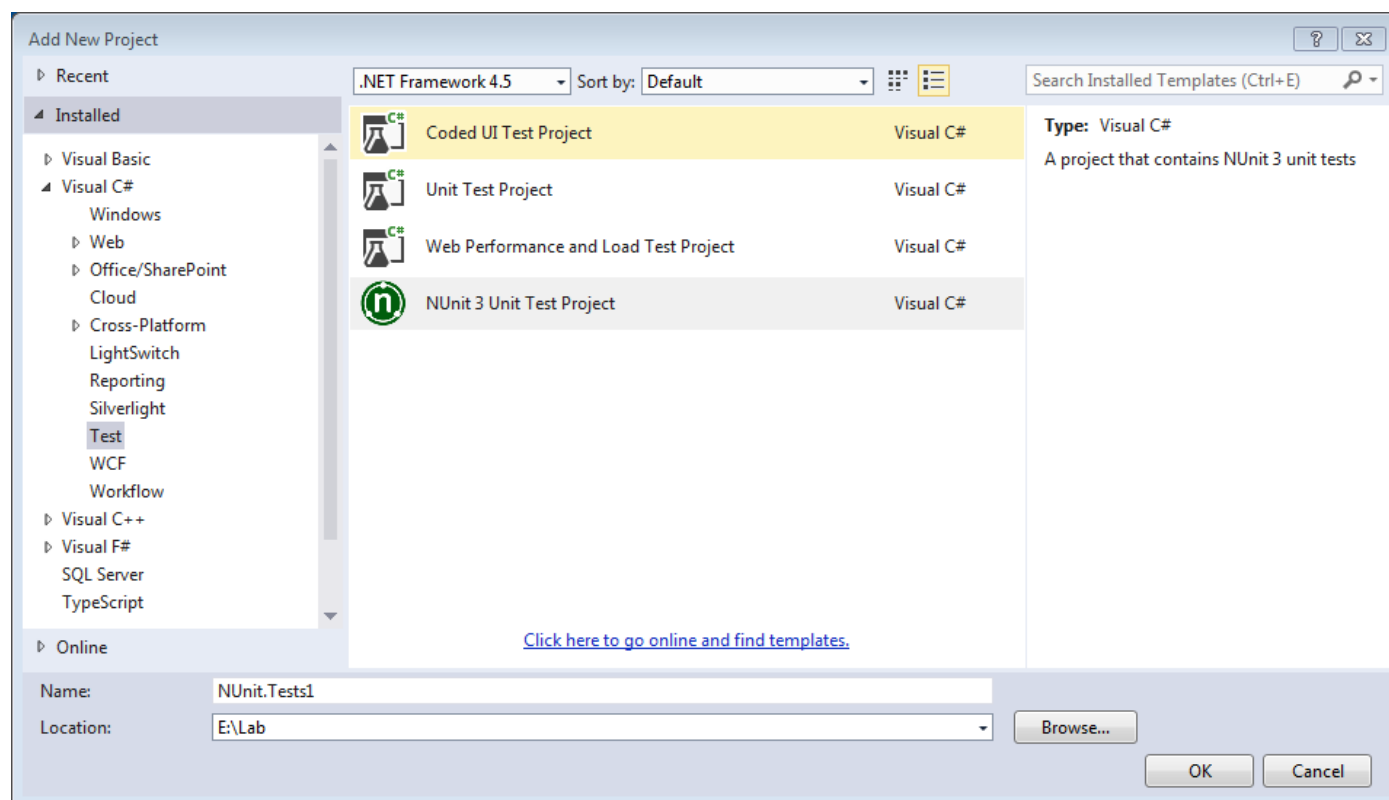 Add New Project
Recent
.NET Framework 4.5 Sort by: Default
Search Installed Templates (Ctrl+E)
Installed
Visual Basic
Visual C#
Windows
Web
Office/SharePoint
Cloud
Cross-Platform
LightSwitch
Reporting
Silverlight
Test
WCF
Workflow
Visual C++
Visual F#
SQL Server
TypeScript
Online
C#
Coded UI Test Project Visual C#
C#
Unit Test Project Visual C#
C#
Web Performance and Load Test Project Visual C#
n
NUnit 3 Unit Test Project Visual C#
Click here to go online and find templates.
Type: Visual C#
A project that contains NUnit 3 unit tests
Name: NUnit.Tests1
Location: E:\Lab
Browse...
OK Cancel